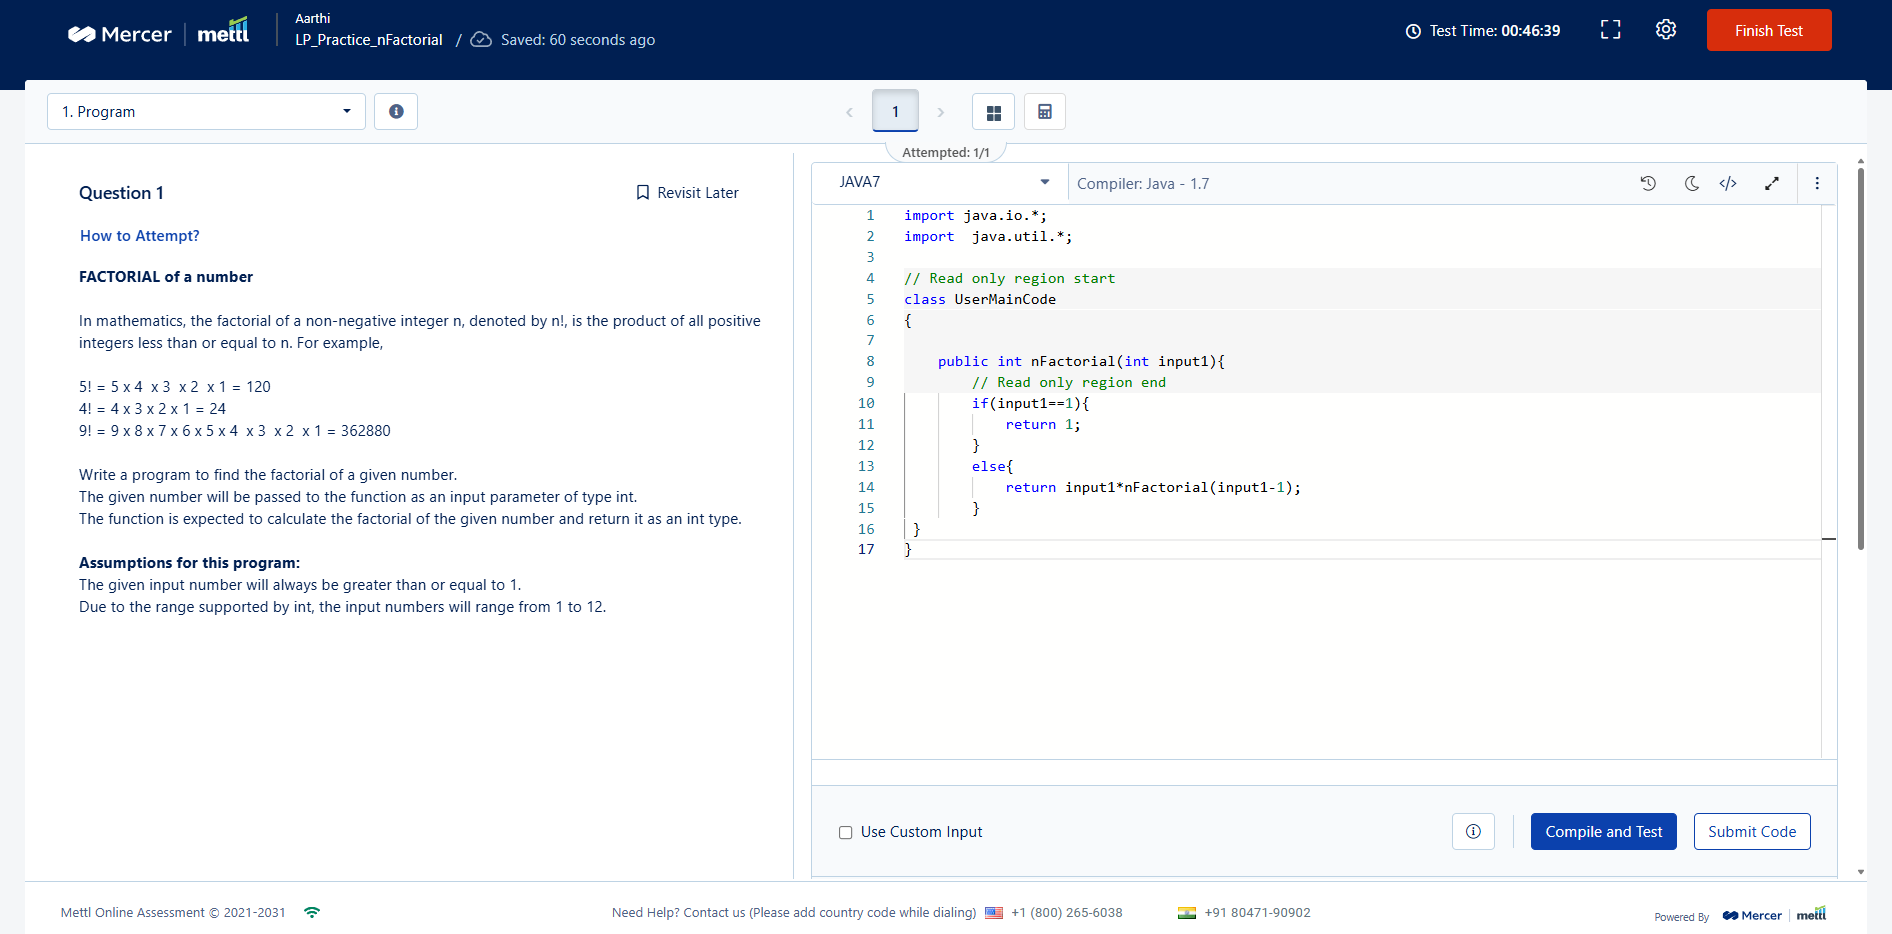 Mercer | mettl
Aarthi
LP_Practice_nFactorial / Saved: 60 seconds ago
Test Time: 00:46:39
Finish Test
1. Program
1
Attempted: 1/1
Question 1
Revisit Later
How to Attempt?
FACTORIAL of a number
In mathematics, the factorial of a non-negative integer n, denoted by n!, is the product of all positive
integers less than or equal to n. For example,
5! = 5 x 4  x 3  x 2  x 1 = 120
4! = 4 x 3 x 2 x 1 = 24
9! = 9 x 8 x 7 x 6 x 5 x 4  x 3  x 2  x 1 = 362880
Write a program to find the factorial of a given number.
The given number will be passed to the function as an input parameter of type int.
The function is expected to calculate the factorial of the given number and return it as an int type.
Assumptions for this program:
The given input number will always be greater than or equal to 1.
Due to the range supported by int, the input numbers will range from 1 to 12.
JAVA7
Compiler: Java - 1.7
1 import java.io.*;
2 import  java.util.*;
3
4 // Read only region start
5 class UserMainCode
6 {
7
8     public int nFactorial(int input1){
9         // Read only region end
10         if(input1==1){
11             return 1;
12         }
13         else{
14             return input1*nFactorial(input1-1);
15         }
16  }
17 }
Use Custom Input
Compile and Test
Submit Code
Mettl Online Assessment © 2021-2031
Need Help? Contact us (Please add country code while dialing) +1 (800) 265-6038
+91 80471-90902
Powered By Mercer | mettl